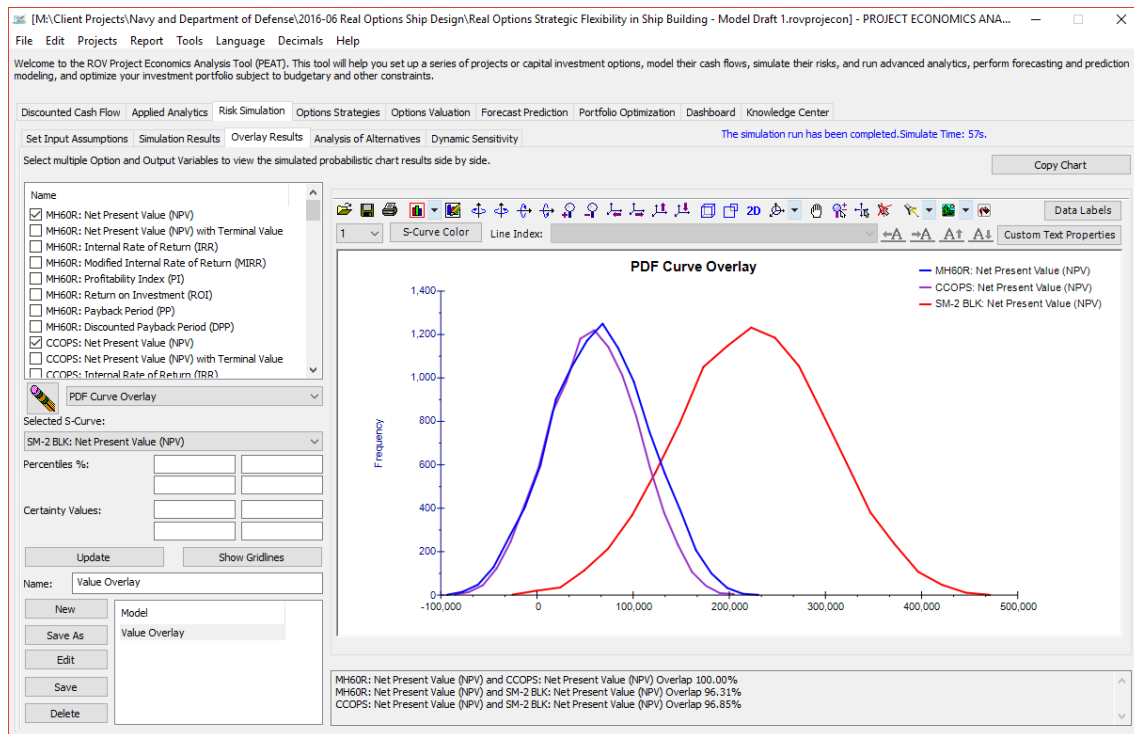 [M:\Client Projects\Navy and Department of Defense\2016-06 Real Options Ship Design\Real Options Strategic Flexibility in Ship Building - Model Draft 1.rovprojecon] - PROJECT ECONOMICS ANA...
File Edit Projects Report Tools Language Decimals Help
Welcome to the ROV Project Economics Analysis Tool (PEAT). This tool will help you set up a series of projects or capital investment options, model their cash flows, simulate their risks, and run advanced analytics, perform forecasting and prediction
modeling, and optimize your investment portfolio subject to budgetary and other constraints.
Discounted Cash Flow Applied Analytics Risk Simulation Options Strategies Options Valuation Forecast Prediction Portfolio Optimization Dashboard Knowledge Center
Set Input Assumptions Simulation Results Overlay Results Analysis of Alternatives Dynamic Sensitivity
The simulation run has been completed.Simulate Time: 57s.
Select multiple Option and Output Variables to view the simulated probabilistic chart results side by side.
Copy Chart
Name
MH60R: Net Present Value (NPV)
MH60R: Net Present Value (NPV) with Terminal Value
MH60R: Internal Rate of Return (IRR)
MH60R: Modified Internal Rate of Return (MIRR)
MH60R: Profitability Index (PI)
MH60R: Return on Investment (ROI)
MH60R: Payback Period (PP)
MH60R: Discounted Payback Period (DPP)
CCOPS: Net Present Value (NPV)
CCOPS: Net Present Value (NPV) with Terminal Value
CCOPS: Internal Rate of Return (IRR)
PDF Curve Overlay
Selected S-Curve:
SM-2 BLK: Net Present Value (NPV)
Percentiles %:
Certainty Values:
Update Show Gridlines
Name: Value Overlay
New
Save As
Edit
Save
Delete
Model
Value Overlay
2D
Data Labels
1 S-Curve Color Line Index:
A A A A Custom Text Properties
PDF Curve Overlay
MH60R: Net Present Value (NPV)
CCOPS: Net Present Value (NPV)
SM-2 BLK: Net Present Value (NPV)
Frequency
1,400
1,200
1,000
800
600
400
200
0
-100,000 0 100,000 200,000 300,000 400,000 500,000
MH60R: Net Present Value (NPV) and CCOPS: Net Present Value (NPV) Overlap 100.00%
MH60R: Net Present Value (NPV) and SM-2 BLK: Net Present Value (NPV) Overlap 96.31%
CCOPS: Net Present Value (NPV) and SM-2 BLK: Net Present Value (NPV) Overlap 96.85%